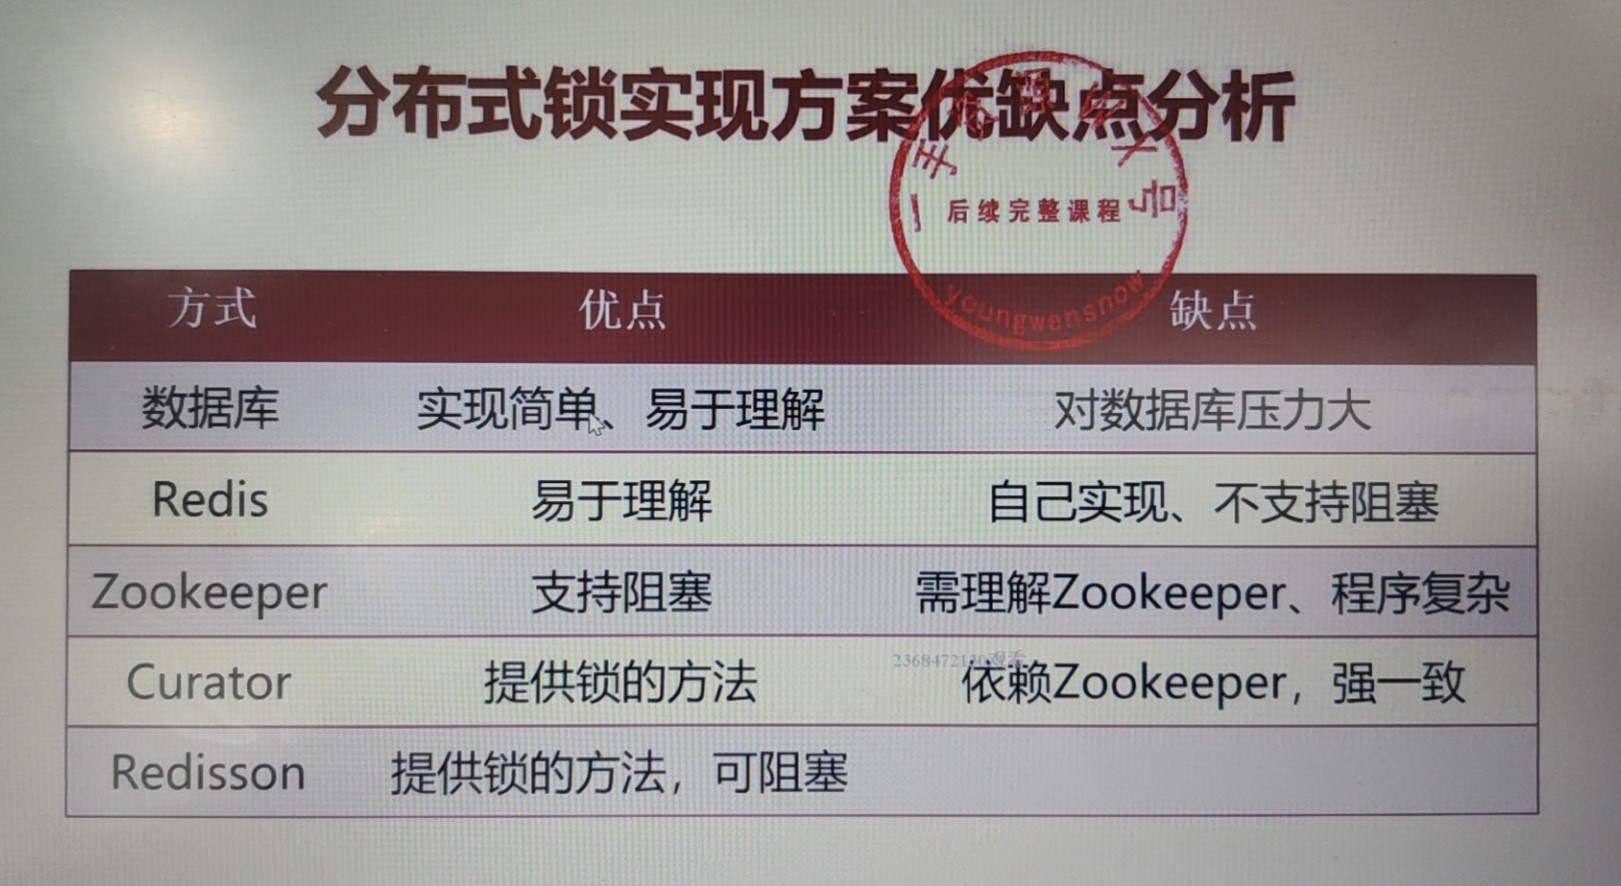 分布式锁实现方案优缺点分析
后续完整课程
youngwensnow
方式 优点 缺点
数据库 实现简单、易于理解 对数据库压力大
Redis 易于理解 自己实现、不支持阻塞
Zookeeper 支持阻塞 需理解Zookeeper、程序复杂
Curator 提供锁的方法 依赖Zookeeper，强一致
Redisson 提供锁的方法，可阻塞